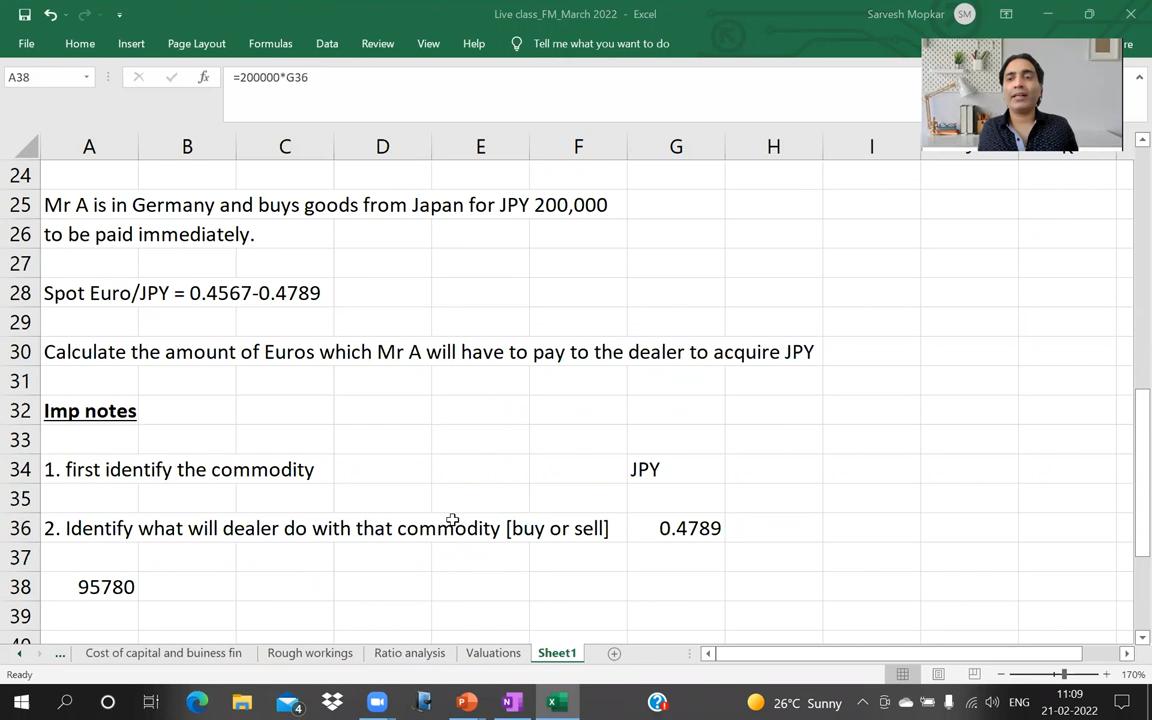 Live class_FM_March 2022 - Excel
Sarvesh Mopkar
SM
File Home Insert Page Layout Formulas Data Review View Help Tell me what you want to do
re
A38
fx
=200000*G36
A B C D E F G H I
24
25 Mr A is in Germany and buys goods from Japan for JPY 200,000
26 to be paid immediately.
27
28 Spot Euro/JPY = 0.4567-0.4789
29
30 Calculate the amount of Euros which Mr A will have to pay to the dealer to acquire JPY
31
32 Imp notes
33
34 1. first identify the commodity JPY
35
36 2. Identify what will dealer do with that commodity [buy or sell] 0.4789
37
38 95780
39
... Cost of capital and buiness fin Rough workings Ratio analysis Valuations Sheet1
Ready
170%
4
26°C Sunny
ENG
11:09
21-02-2022